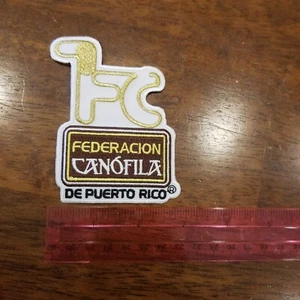 FC
FEDERACION
CANÓFILA
DE PUERTO RICO®